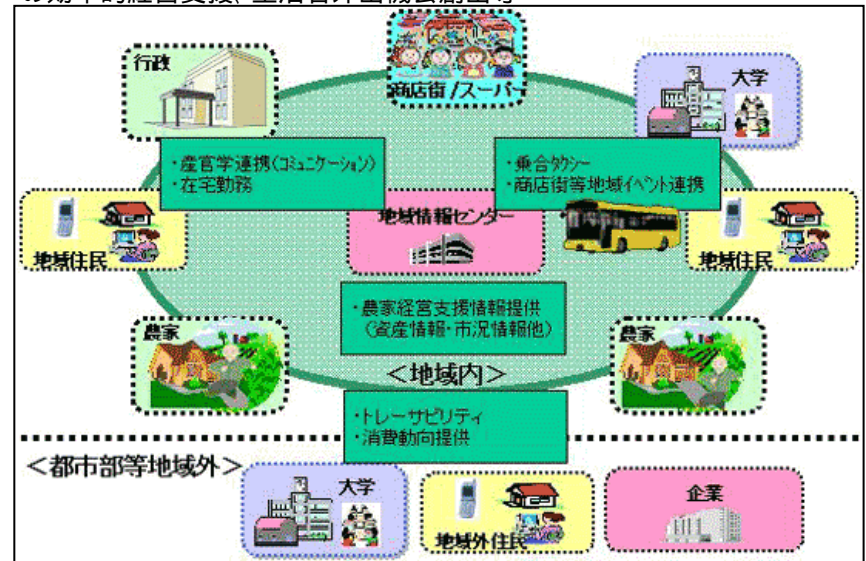 行政
商店街/スーパー
大学
・産官学連携(コミュニケーション)
・在宅勤務
・乗合タクシー
・商店街等地域イベント連携
地域情報センター
地域住民
地域住民
・農家経営支援情報提供
(資産情報・市況情報他)
農家
農家
<地域内>
・トレーサビリティ
・消費動向提供
<都市部等地域外>
大学
地域外住民
企業